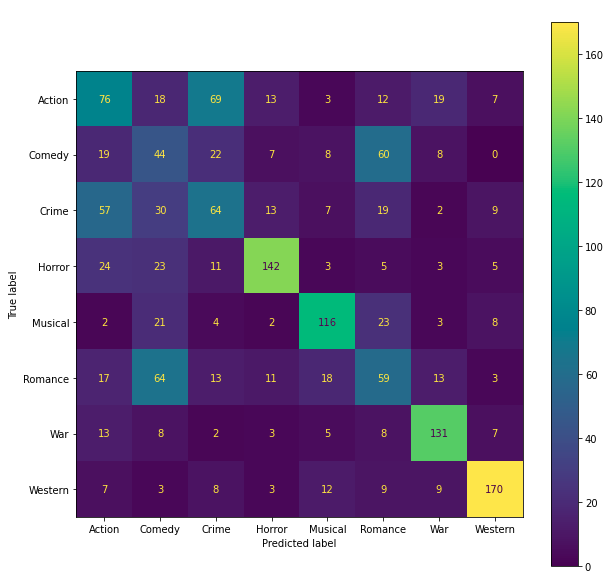 Action 76 18 69 13 3 12 19 7
Comedy 19 44 22 7 8 60 8 0
Crime 57 30 64 13 7 19 2 9
Horror 24 23 11 142 3 5 3 5
Musical 2 21 4 2 116 23 3 8
Romance 17 64 13 11 18 59 13 3
War 13 8 2 3 5 8 131 7
Western 7 3 8 3 12 9 9 170
Action Comedy Crime Horror Musical Romance War Western
Predicted label
True label
160
140
120
100
80
60
40
20
0